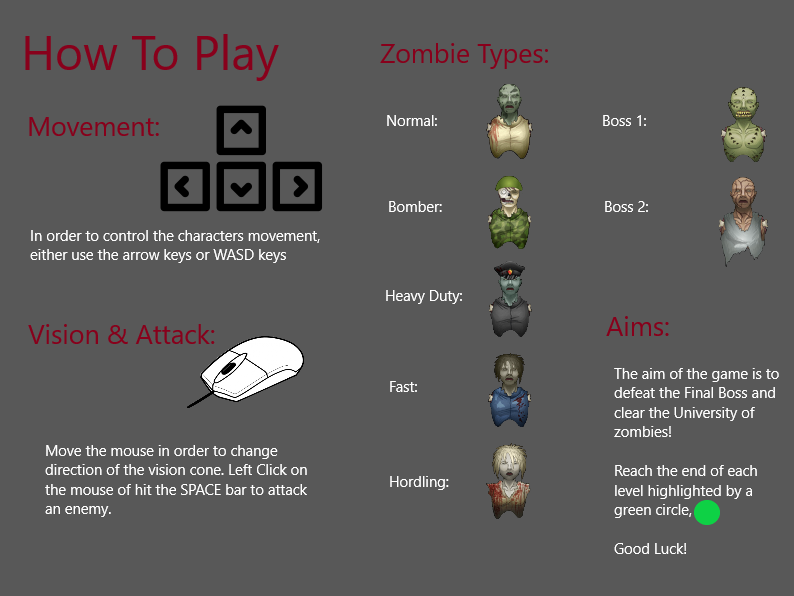 How To Play
Movement:
In order to control the characters movement,
either use the arrow keys or WASD keys
Vision & Attack:
Move the mouse in order to change
direction of the vision cone. Left Click on
the mouse of hit the SPACE bar to attack
an enemy.
Zombie Types:
Normal:
Bomber:
Heavy Duty:
Fast:
Hordling:
Boss 1:
Boss 2:
Aims:
The aim of the game is to
defeat the Final Boss and
clear the University of
zombies!
Reach the end of each
level highlighted by a
green circle,
Good Luck!